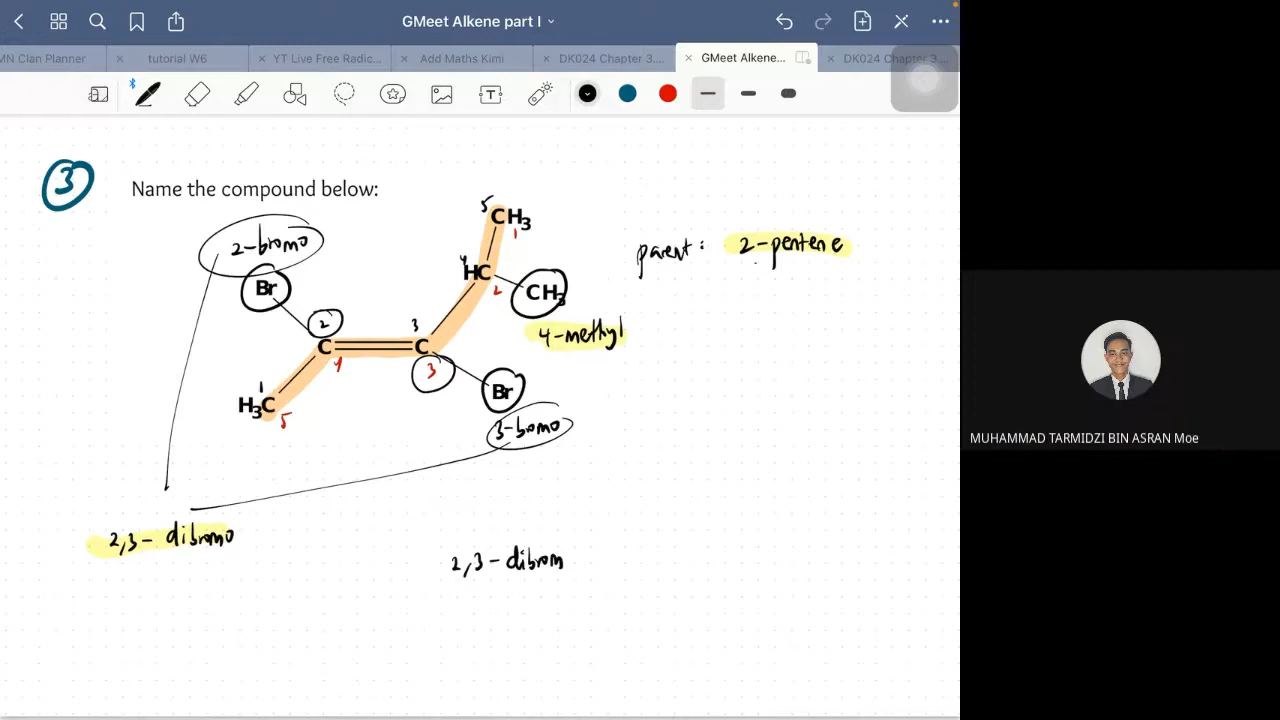 GMeet Alkene part I
MN Clan Planner
tutorial W6
YT Live Free Radic...
Add Maths Kimi
DK024 Chapter 3....
GMeet Alkene...
DK024 Chapter 3...
T
3
Name the compound below:
2-bromo
Br
5
CH3
1
4
HC
2
CH3
4-methyl
parent : 2-pentene
2
C
4
3
C
3
1
H3C
5
Br
3-bomo
2,3- dibromo
2,3-dibrom
MUHAMMAD TARMIDZI BIN ASRAN Moe